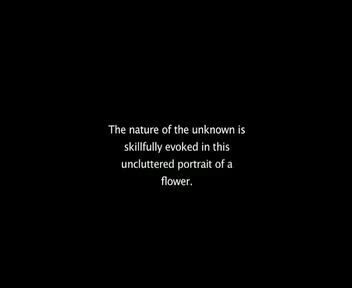 The nature of the unknown is
skillfully evoked in this
uncluttered portrait of a
flower.